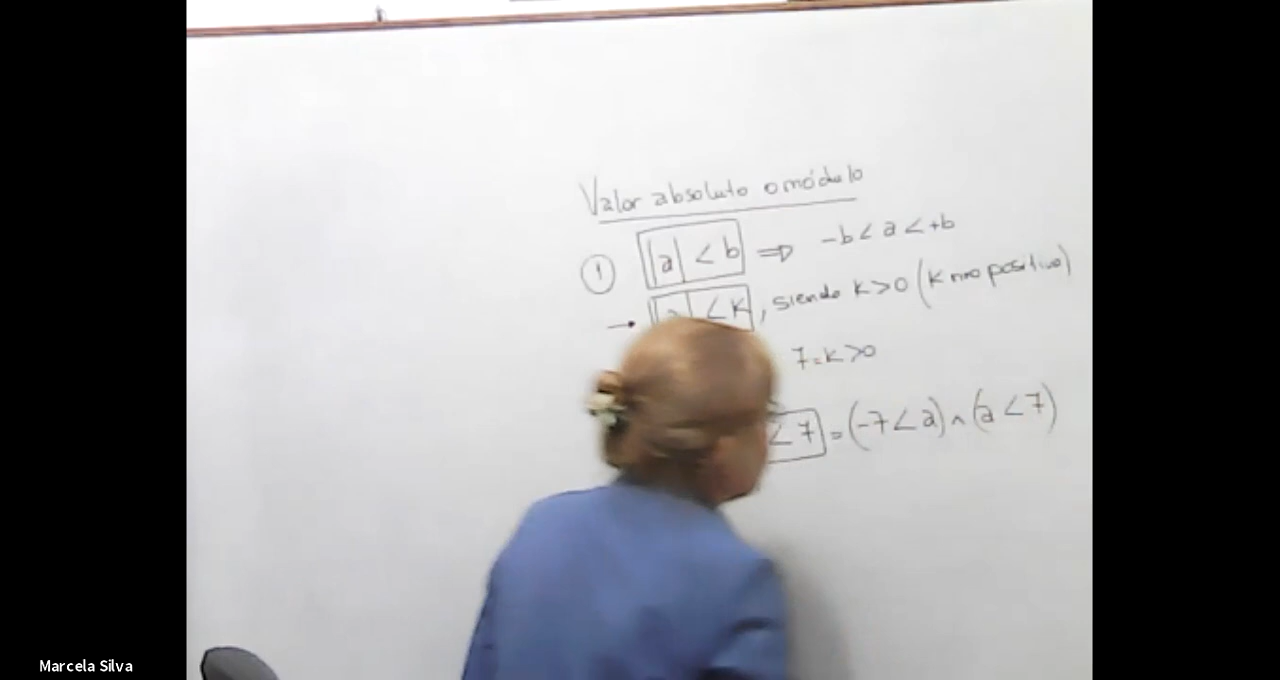 Valor absoluto o módulo
① |a| < b ⇒ -b < a < +b
→ |a| < K, siendo K>0 (K nro positivo)
7=K>0
< 7 = (-7 < a) ∧ (a < 7)
Marcela Silva